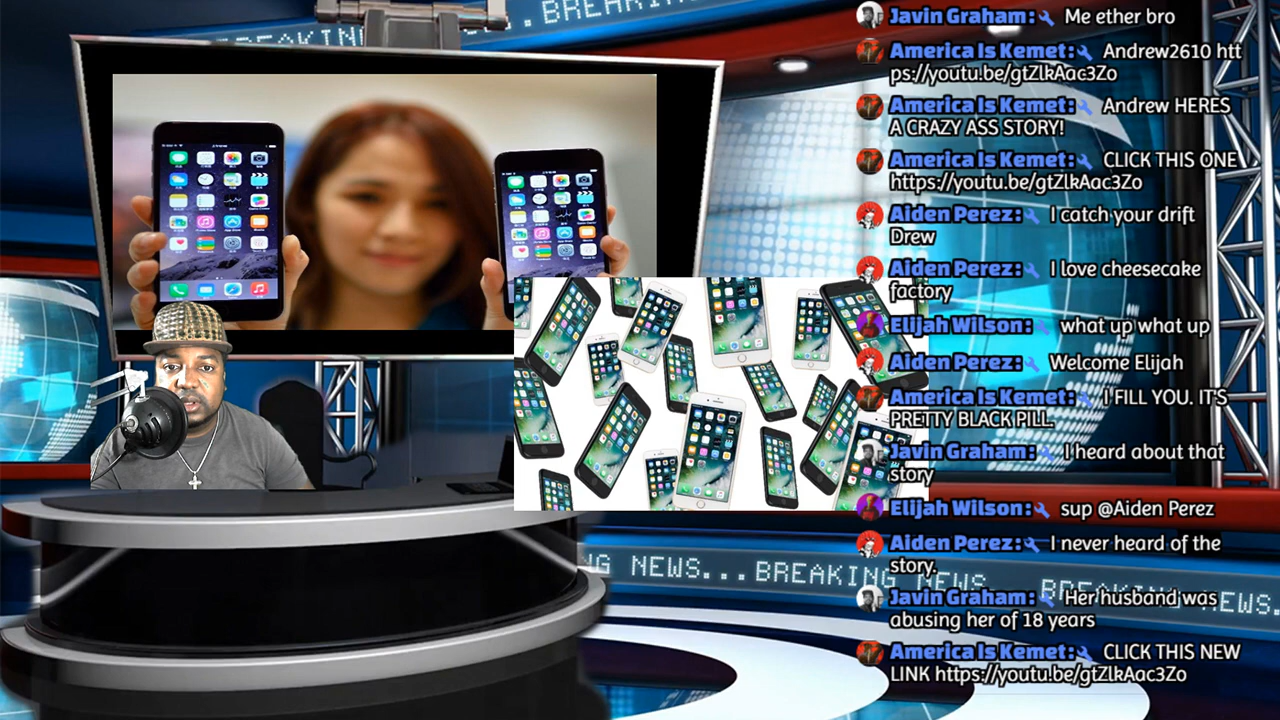 BREAKING
BREAKIN
Javin Graham: Me ether bro
America Is Kemet: Andrew2610 htt
ps://youtu.be/gtZlkAac3Zo
America Is Kemet: Andrew HERES
A CRAZY ASS STORY!
America Is Kemet: CLICK THIS ONE
https://youtu.be/gtZlkAac3Zo
Aiden Perez: I catch your drift
Drew
Aiden Perez: I love cheesecake
factory
Elijah Wilson: what up what up
Aiden Perez: Welcome Elijah
America Is Kemet: I FILL YOU. IT'S
PRETTY BLACK PILL.
Javin Graham: I heard about that
story
Elijah Wilson: sup @Aiden Perez
Aiden Perez: I never heard of the
story.
Javin Graham: Her husband was
abusing her of 18 years
America Is Kemet: CLICK THIS NEW
LINK https://youtu.be/gtZlkAac3Zo
NG NEWS...BREAKING NEWS... BREAKING NEWS.